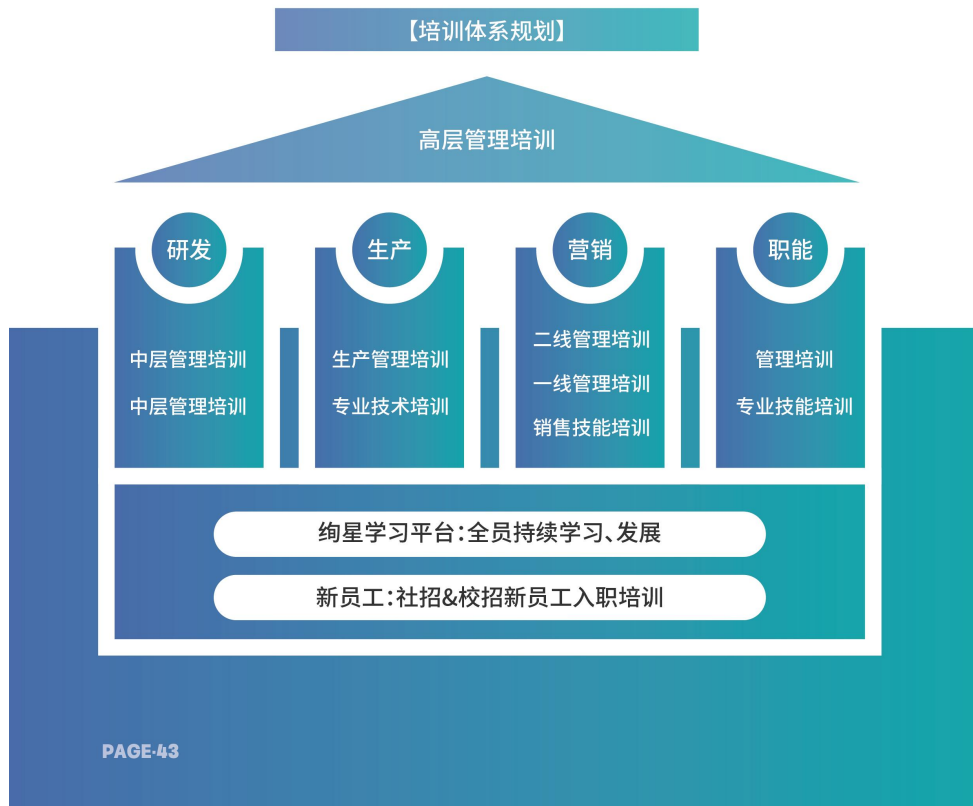 【培训体系规划】
高层管理培训
研发
中层管理培训
中层管理培训
生产
生产管理培训
专业技术培训
营销
二线管理培训
一线管理培训
销售技能培训
职能
管理培训
专业技能培训
绚星学习平台:全员持续学习、发展
新员工:社招&校招新员工入职培训
PAGE·43